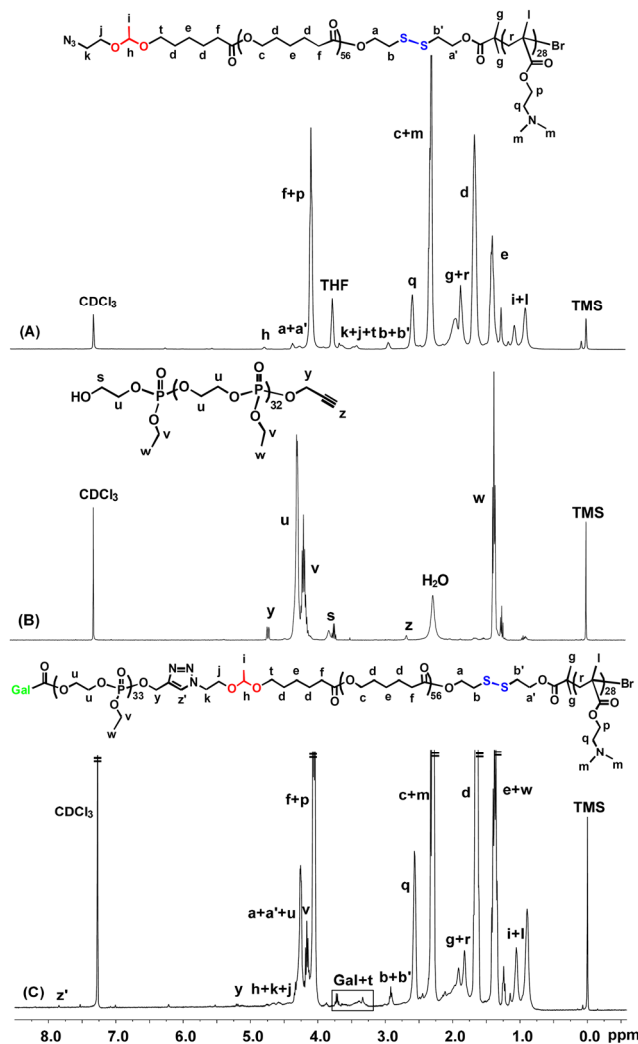 i
g
l
N3
j
k
O
h
O
t
d
e
d
f
O
(
O
c
d
e
d
f
O
)56
O
a
b
S
S
b'
a'
O
O
g
(
r
)28
Br
O
O
p
q
N
m
m
c+m
f+p
d
THF
q
g+r
e
i+l
CDCl3
TMS
(A)
h
a+a'
k+j+t
b+b'
s
HO
u
O
O
P
(O
u
u
O
O
P
)32
O
y
z
O
v
w
O
v
w
CDCl3
u
v
w
TMS
H2O
y
s
z
(B)
Gal
O
(O
u
u
O
O
P
)33
O
v
w
O
y
N=N
N
z'
k
j
O
i
h
O
t
d
e
d
f
O
(
O
c
d
e
d
f
O
)56
O
a
b
S
S
b'
a'
O
O
g
g
(
r
l
)28
Br
O
O
p
q
N
m
m
f+p
c+m
d
e+w
CDCl3
TMS
q
a+a'+u
v
g+r
i+l
Gal+t
b+b'
z'
y
h+k+j
(C)
8.0 7.0 6.0 5.0 4.0 3.0 2.0 1.0 0.0 ppm